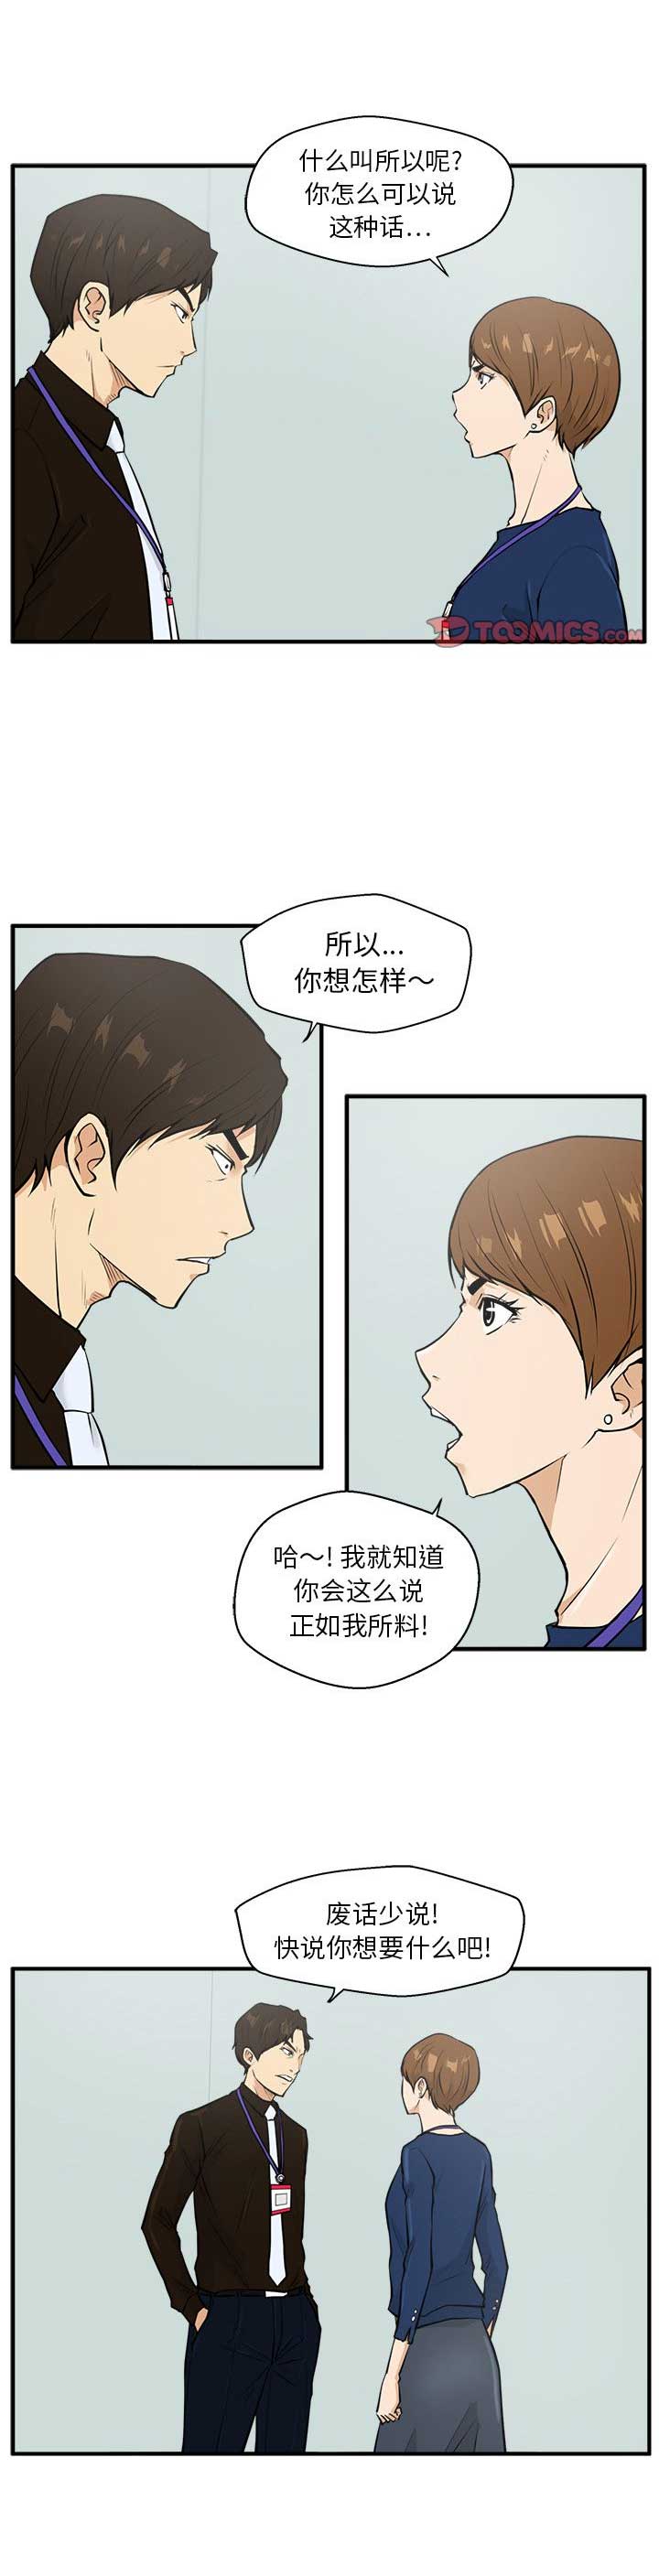 什么叫所以呢?
你怎么可以说
这种话...
TOOMICS.COM
所以...
你想怎样～
哈～! 我就知道
你会这么说
正如我所料!
废话少说!
快说你想要什么吧!